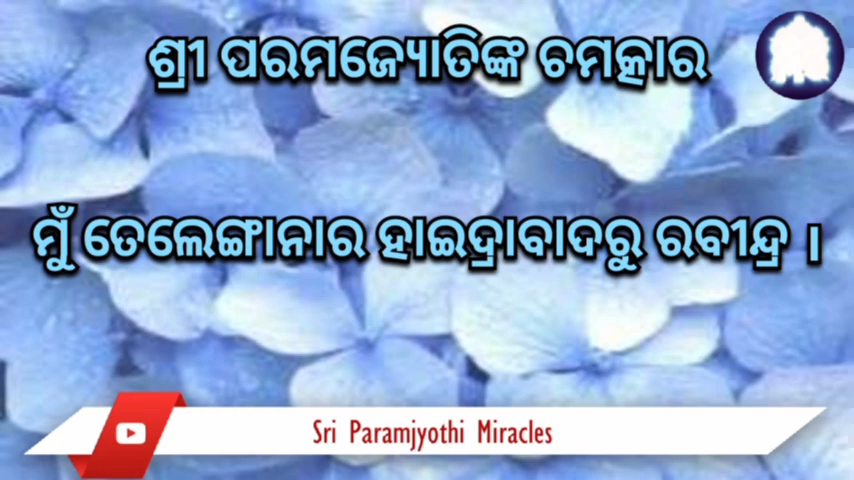 ଶ୍ରୀ ପରମଜ୍ୟୋତିଙ୍କ ଚମତ୍କାର
ମୁଁ ତେଲେଙ୍ଗାନାର ହାଇଦ୍ରାବାଦରୁ ରବୀନ୍ଦ୍ର ।
Sri Paramjyothi Miracles